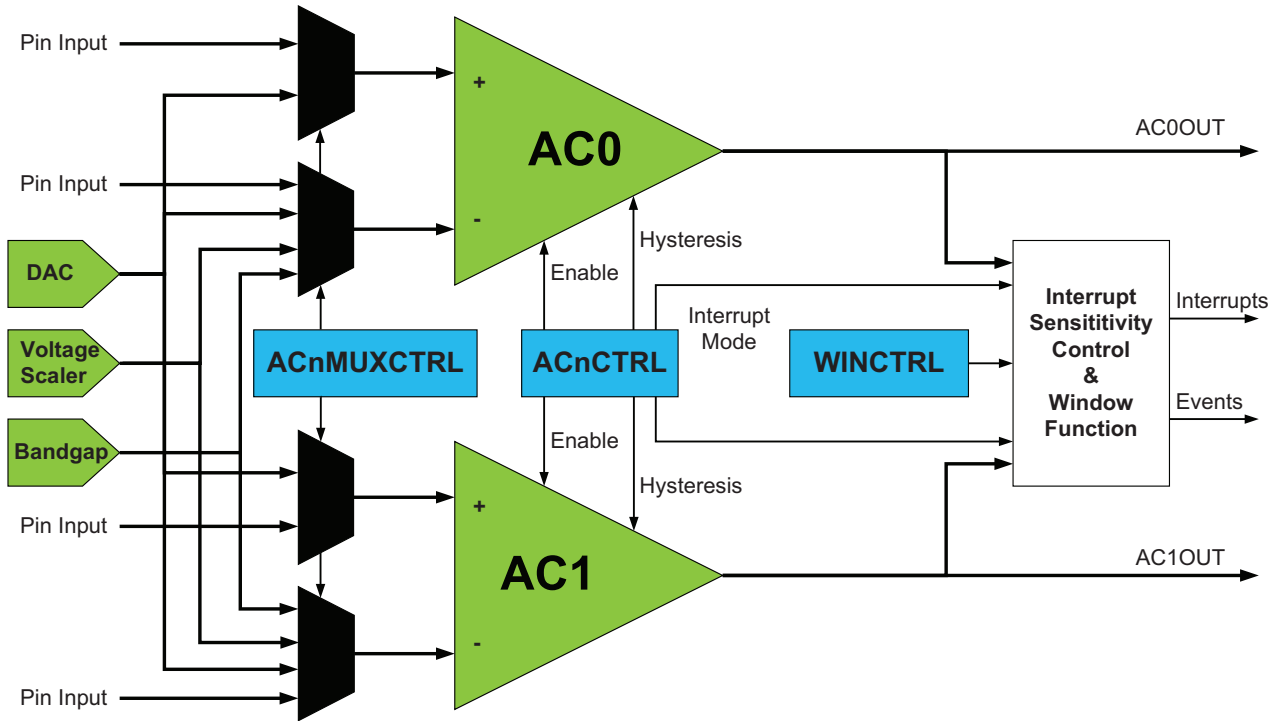 Pin Input
+
AC0
-
AC0OUT
Pin Input
DAC
Voltage
Scaler
Bandgap
Pin Input
Pin Input
Hysteresis
Enable
Interrupt
Mode
ACnMUXCTRL
ACnCTRL
WINCTRL
Interrupt
Sensititivity
Control
&
Window
Function
Interrupts
Events
Enable
Hysteresis
+
AC1
-
AC1OUT